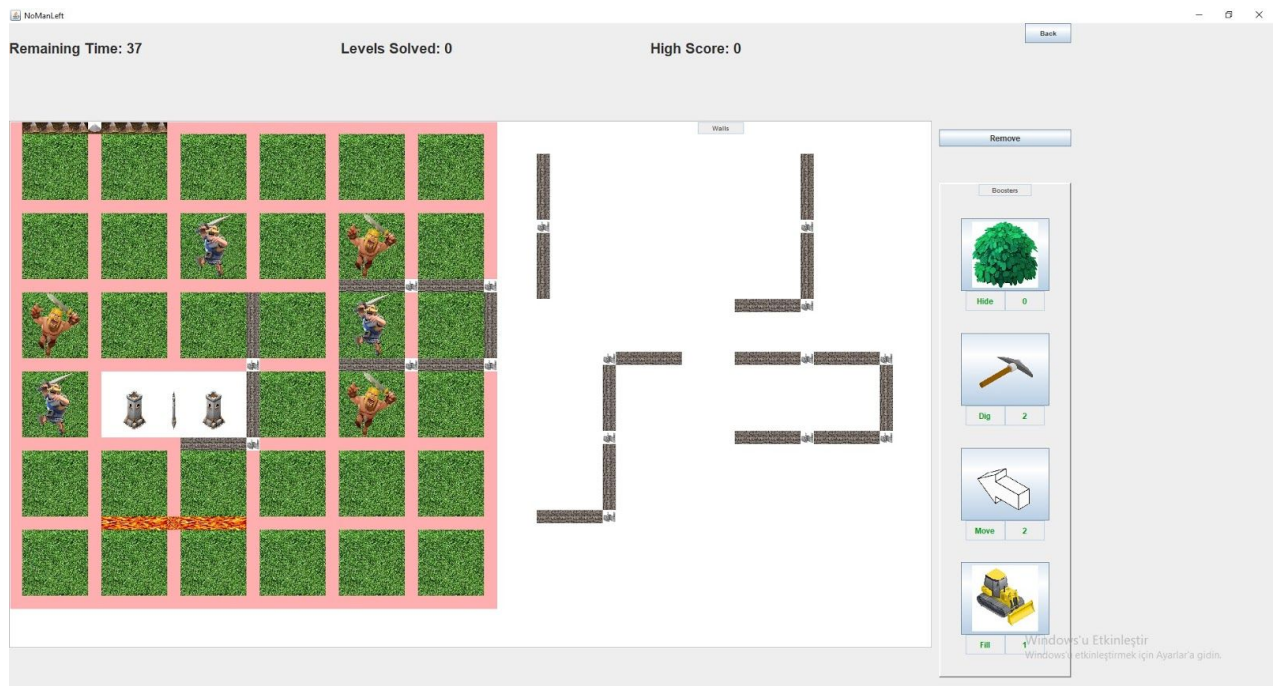 NoManLeft
Back
Remaining Time: 37 Levels Solved: 0 High Score: 0
Walls
Remove
Boosters
Hide 0
Dig 2
Move 2
Fill 1
Windows'u Etkinleştir
Windows'u etkinleştirmek için Ayarlar'a gidin.